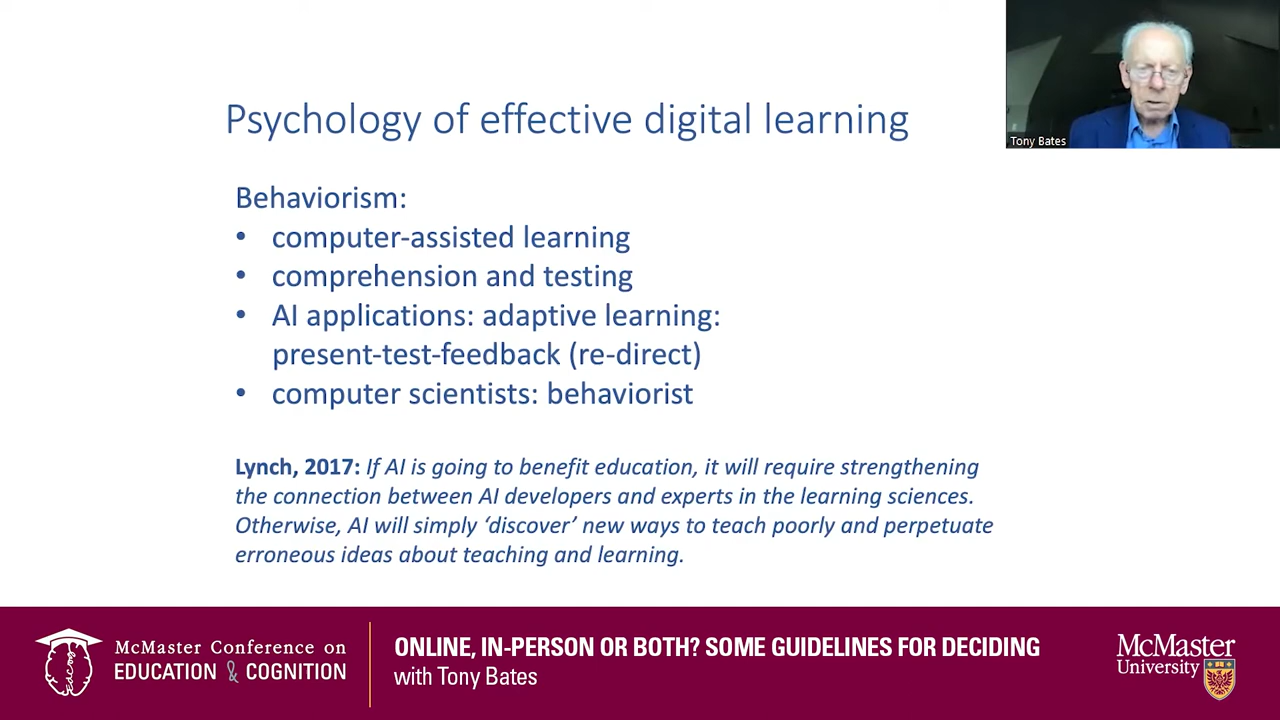 Tony Bates
Psychology of effective digital learning
Behaviorism:
• computer-assisted learning
• comprehension and testing
• AI applications: adaptive learning:
present-test-feedback (re-direct)
• computer scientists: behaviorist
Lynch, 2017: If AI is going to benefit education, it will require strengthening
the connection between AI developers and experts in the learning sciences.
Otherwise, AI will simply ‘discover’ new ways to teach poorly and perpetuate
erroneous ideas about teaching and learning.
McMaster Conference on
EDUCATION & COGNITION
ONLINE, IN-PERSON OR BOTH? SOME GUIDELINES FOR DECIDING
with Tony Bates
McMaster
University